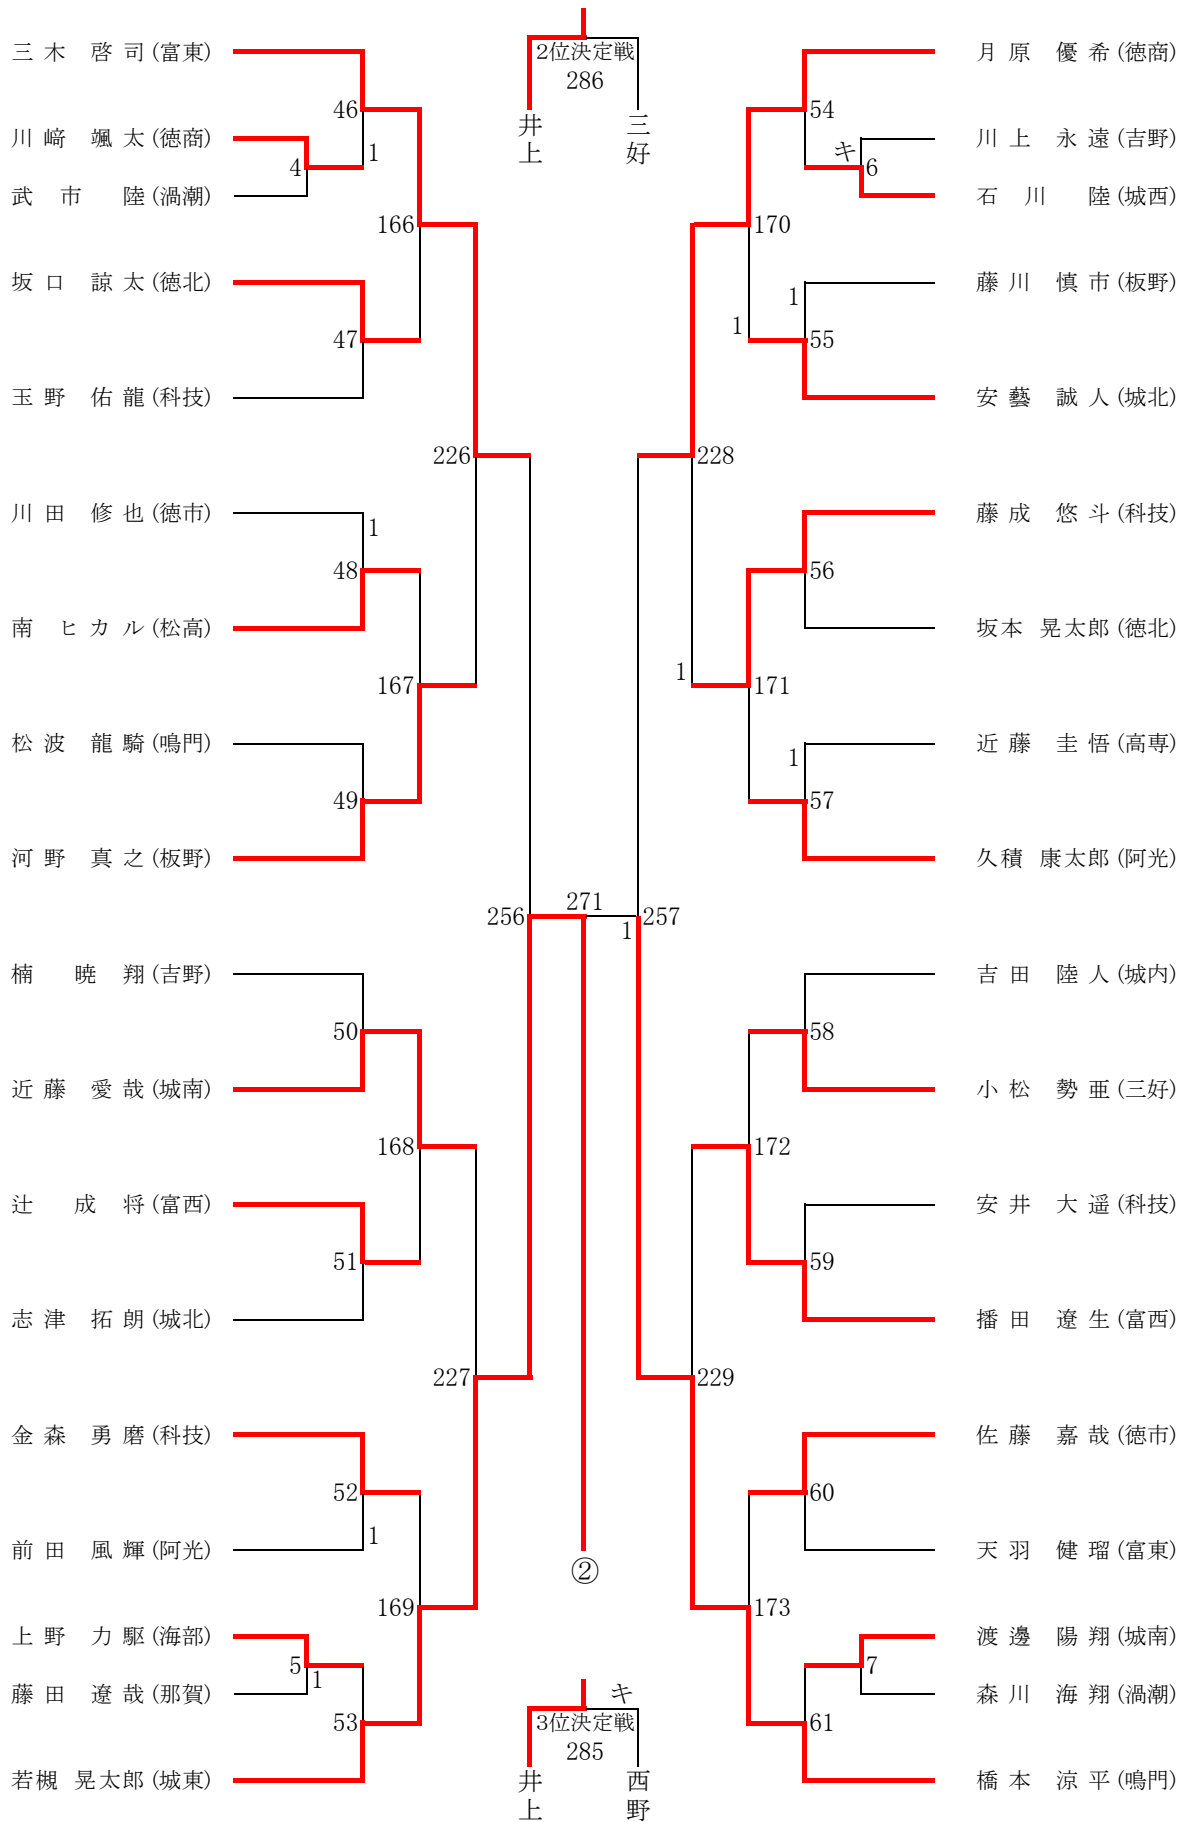 2位決定戦
286
井上
三好
三木 啓司 (富東)
46
川﨑 颯太 (徳商)
1
4
武市 陸 (渦潮)
166
坂口 諒太 (徳北)
47
玉野 佑龍 (科技)
226
川田 修也 (徳市)
1
48
南 ヒカル (松高)
167
松波 龍騎 (鳴門)
49
河野 真之 (板野)
256
楠 暁翔 (吉野)
50
近藤 愛哉 (城南)
168
辻 成将 (富西)
51
志津 拓朗 (城北)
227
金森 勇磨 (科技)
52
1
前田 風輝 (阿光)
169
上野 力駆 (海部)
5
1
藤田 遼哉 (那賀)
53
若槻 晃太郎 (城東)
271
1
②
月原 優希 (徳商)
54
川上 永遠 (吉野)
キ
6
石川 陸 (城西)
170
藤川 慎市 (板野)
1
1
55
安藝 誠人 (城北)
228
藤成 悠斗 (科技)
56
坂本 晃太郎 (徳北)
1
171
近藤 圭悟 (高専)
1
57
久積 康太郎 (阿光)
257
吉田 陸人 (城内)
58
小松 勢亜 (三好)
172
安井 大遥 (科技)
59
播田 遼生 (富西)
229
佐藤 嘉哉 (徳市)
60
天羽 健瑠 (富東)
173
渡邊 陽翔 (城南)
7
森川 海翔 (渦潮)
61
橋本 涼平 (鳴門)
キ
3位決定戦
285
井上
西野